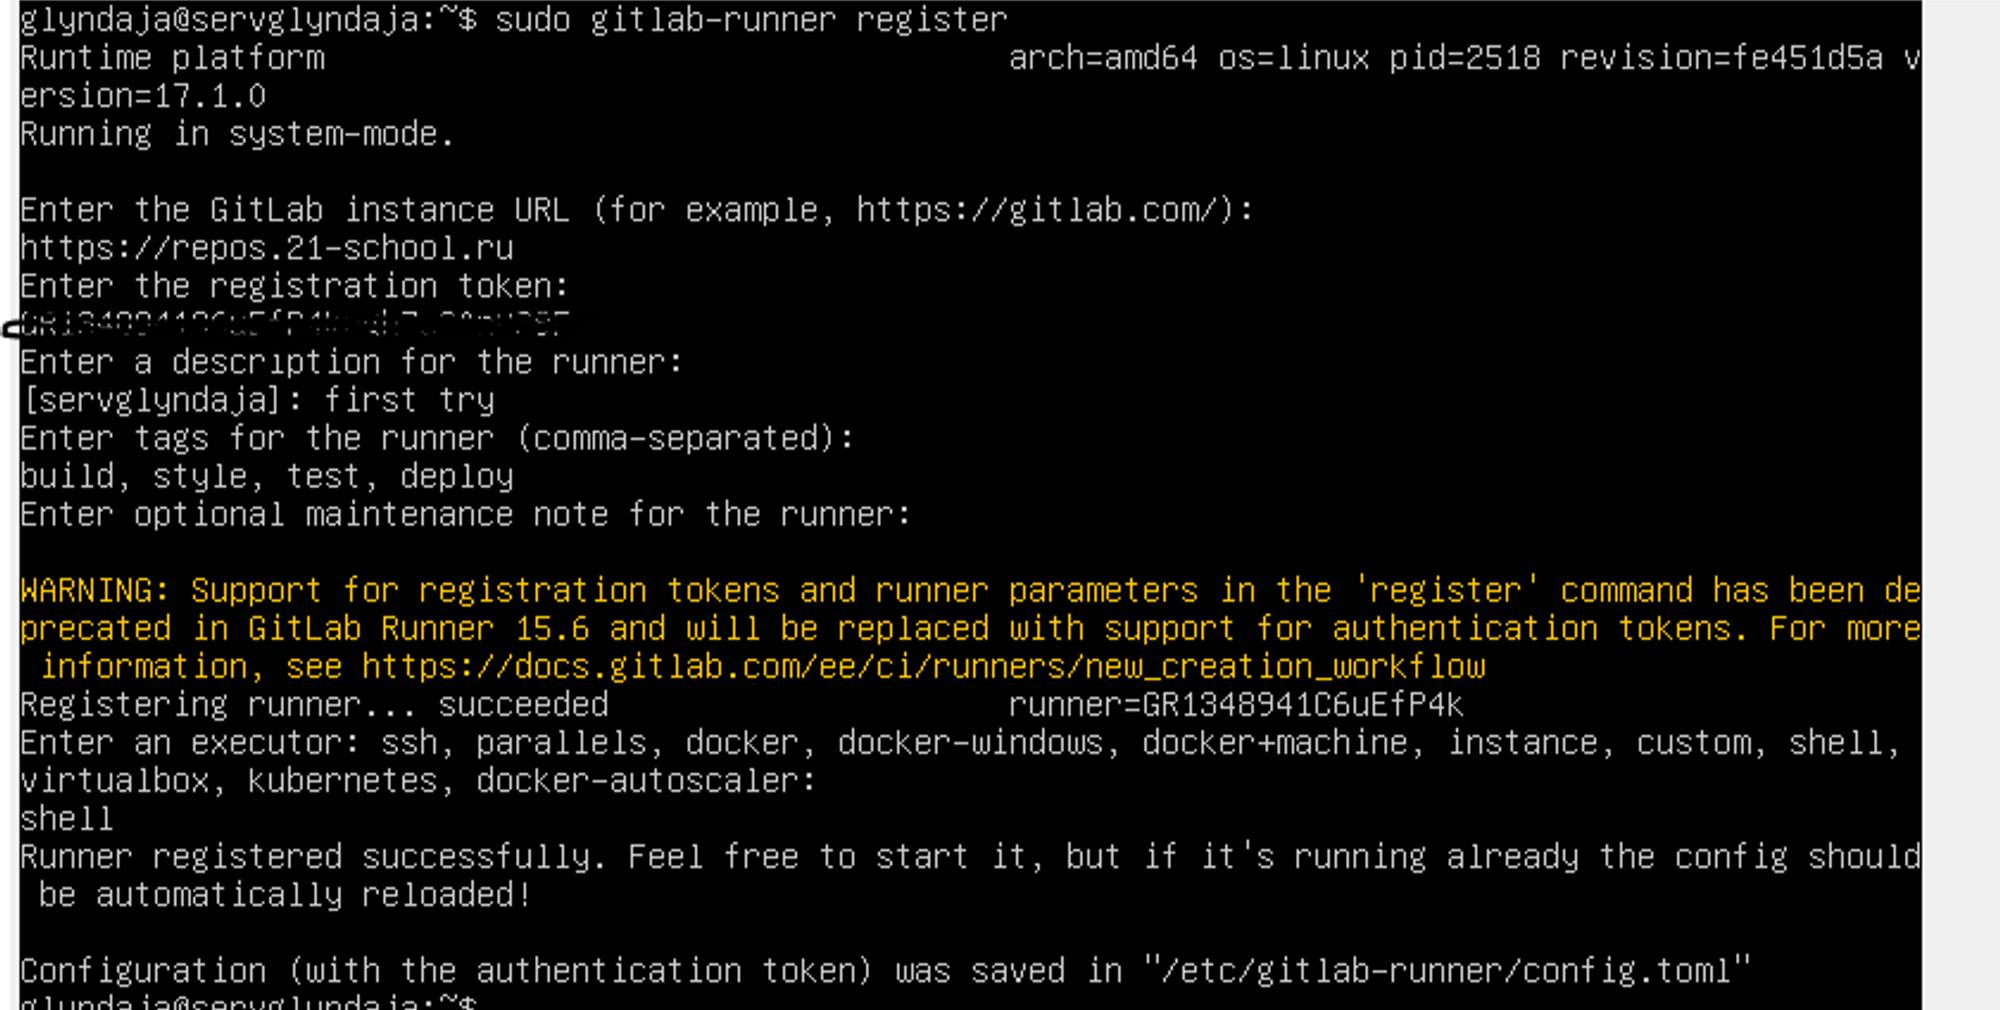 glyndaja@servglyndaja:~$ sudo gitlab-runner register
Runtime platform                                    arch=amd64 os=linux pid=2518 revision=fe451d5a v
ersion=17.1.0
Running in system-mode.
Enter the GitLab instance URL (for example, https://gitlab.com/):
https://repos.21-school.ru
Enter the registration token:
Enter a description for the runner:
[servglyndaja]: first try
Enter tags for the runner (comma-separated):
build, style, test, deploy
Enter optional maintenance note for the runner:
WARNING: Support for registration tokens and runner parameters in the 'register' command has been de
precated in GitLab Runner 15.6 and will be replaced with support for authentication tokens. For more
 information, see https://docs.gitlab.com/ee/ci/runners/new_creation_workflow
Registering runner... succeeded                     runner=GR1348941C6uEfP4k
Enter an executor: ssh, parallels, docker, docker-windows, docker+machine, instance, custom, shell,
virtualbox, kubernetes, docker-autoscaler:
shell
Runner registered successfully. Feel free to start it, but if it's running already the config should
 be automatically reloaded!
Configuration (with the authentication token) was saved in "/etc/gitlab-runner/config.toml"
glyndaja@servglyndaja:~$